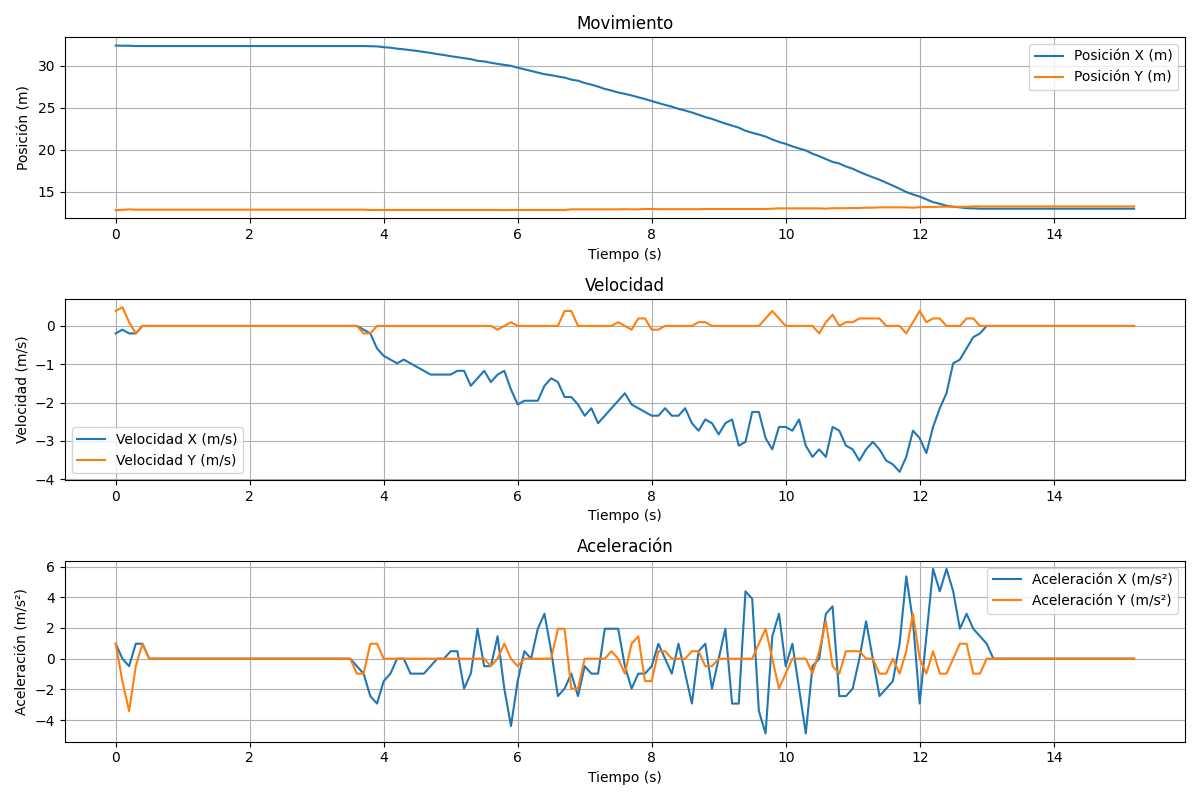 Movimiento
Posición (m)
30
25
20
15
Posición X (m)
Posición Y (m)
0 2 4 6 8 10 12 14
Tiempo (s)
Velocidad
Velocidad (m/s)
0
−1
−2
−3
−4
Velocidad X (m/s)
Velocidad Y (m/s)
0 2 4 6 8 10 12 14
Tiempo (s)
Aceleración
Aceleración (m/s²)
6
4
2
0
−2
−4
Aceleración X (m/s²)
Aceleración Y (m/s²)
0 2 4 6 8 10 12 14
Tiempo (s)